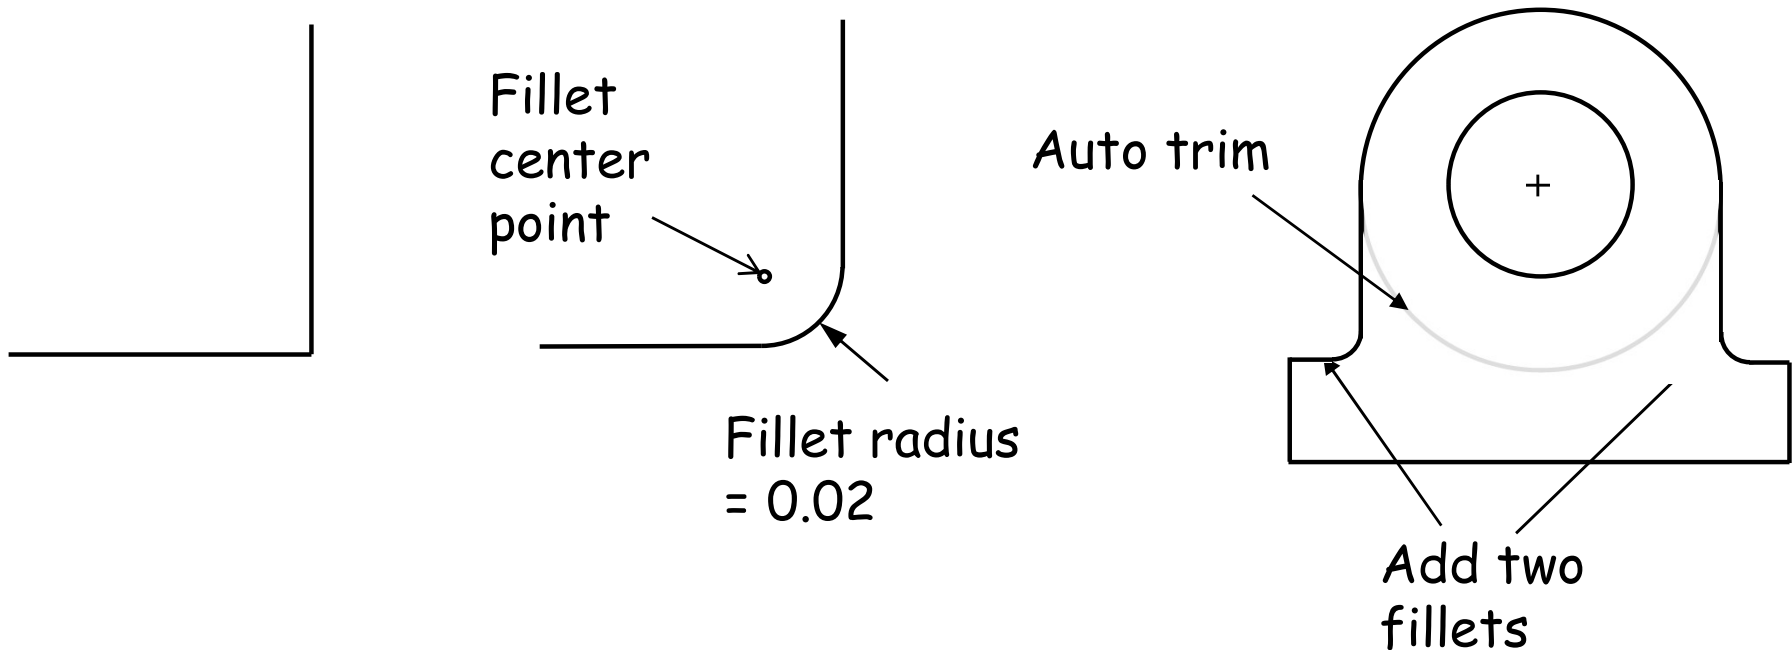 Fillet
center
point
Fillet radius
= 0.02
Auto trim
Add two
fillets